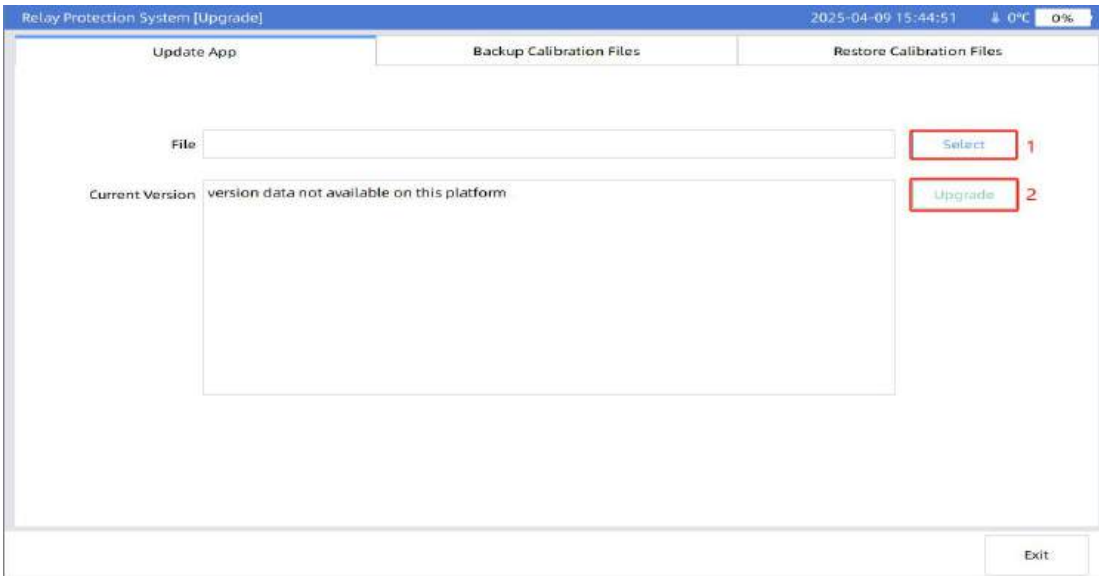 Relay Protection System [Upgrade] 2025-04-09 15:44:51 0°C 0%
Update App Backup Calibration Files Restore Calibration Files
File Select 1
Current Version version data not available on this platform Upgrade 2
Exit